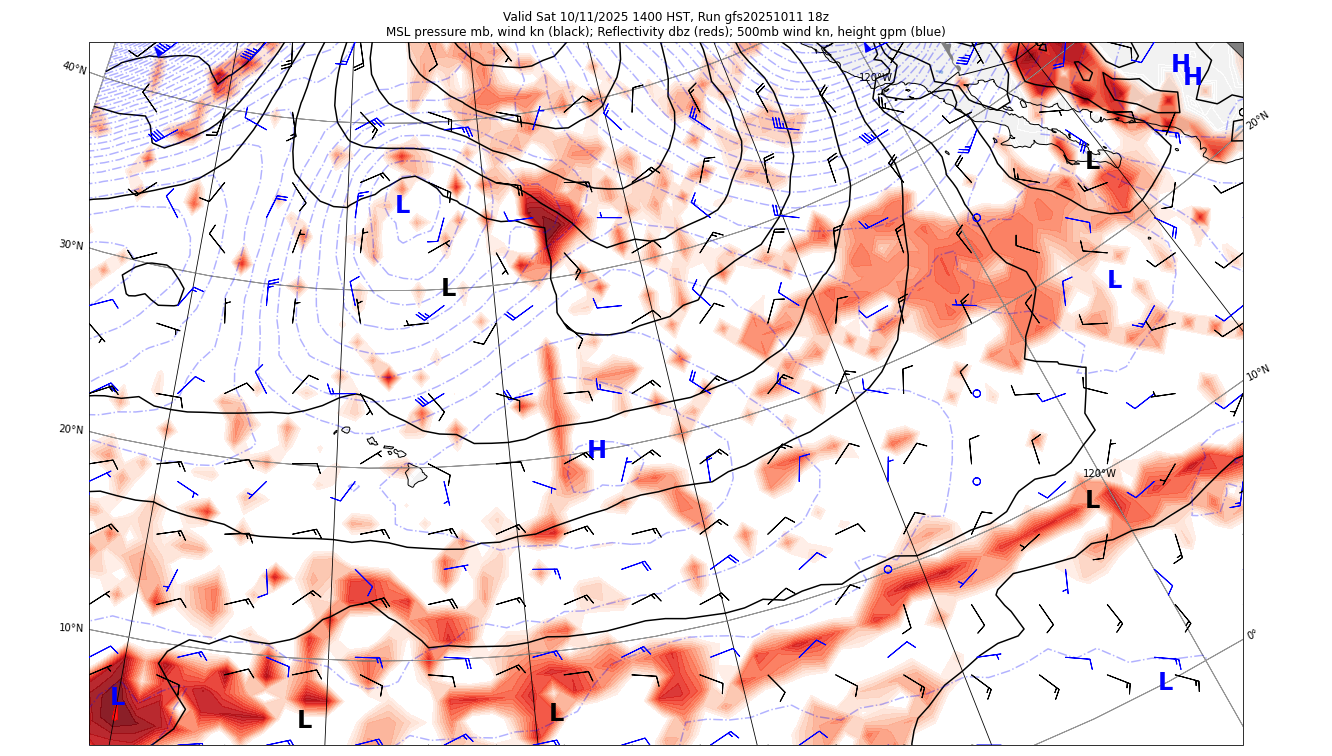 Valid Sat 10/11/2025 1400 HST, Run gfs20251011 18z
MSL pressure mb, wind kn (black); Reflectivity dbz (reds); 500mb wind kn, height gpm (blue)
40°N
120°W
H
H
20°N
L
L
30°N
L
L
10°N
20°N
H
120°W
L
10°N
0°
L
L
L
L